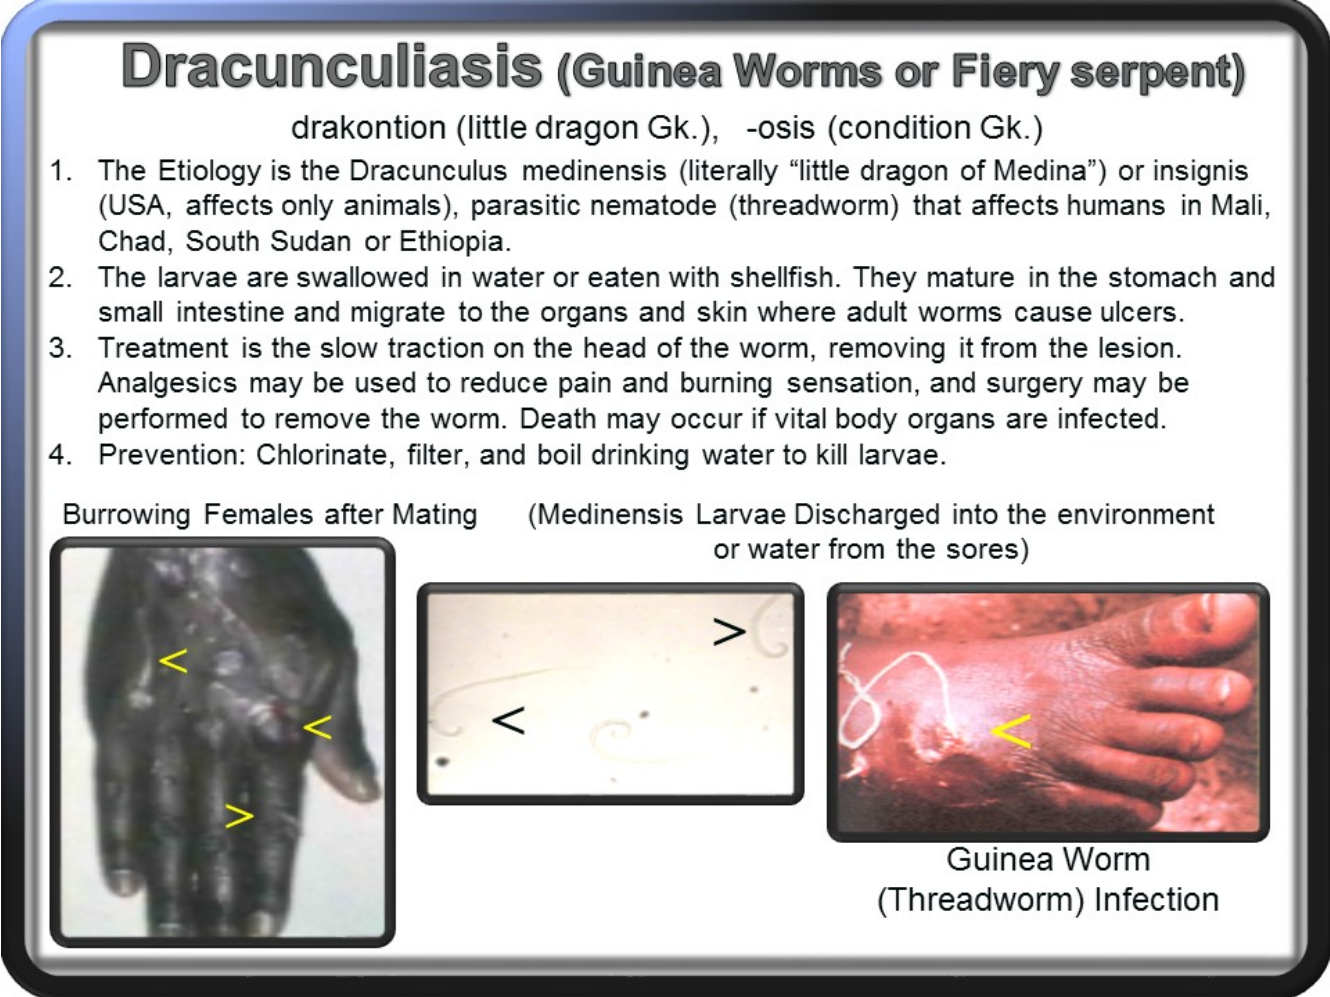 Dracunculiasis (Guinea Worms or Fiery serpent)
drakontion (little dragon Gk.), -osis (condition Gk.)
1. The Etiology is the Dracunculus medinensis (literally “little dragon of Medina”) or insignis
(USA, affects only animals), parasitic nematode (threadworm) that affects humans in Mali,
Chad, South Sudan or Ethiopia.
2. The larvae are swallowed in water or eaten with shellfish. They mature in the stomach and
small intestine and migrate to the organs and skin where adult worms cause ulcers.
3. Treatment is the slow traction on the head of the worm, removing it from the lesion.
Analgesics may be used to reduce pain and burning sensation, and surgery may be
performed to remove the worm. Death may occur if vital body organs are infected.
4. Prevention: Chlorinate, filter, and boil drinking water to kill larvae.
Burrowing Females after Mating
(Medinensis Larvae Discharged into the environment
or water from the sores)
<
<
>
>
<
<
Guinea Worm
(Threadworm) Infection